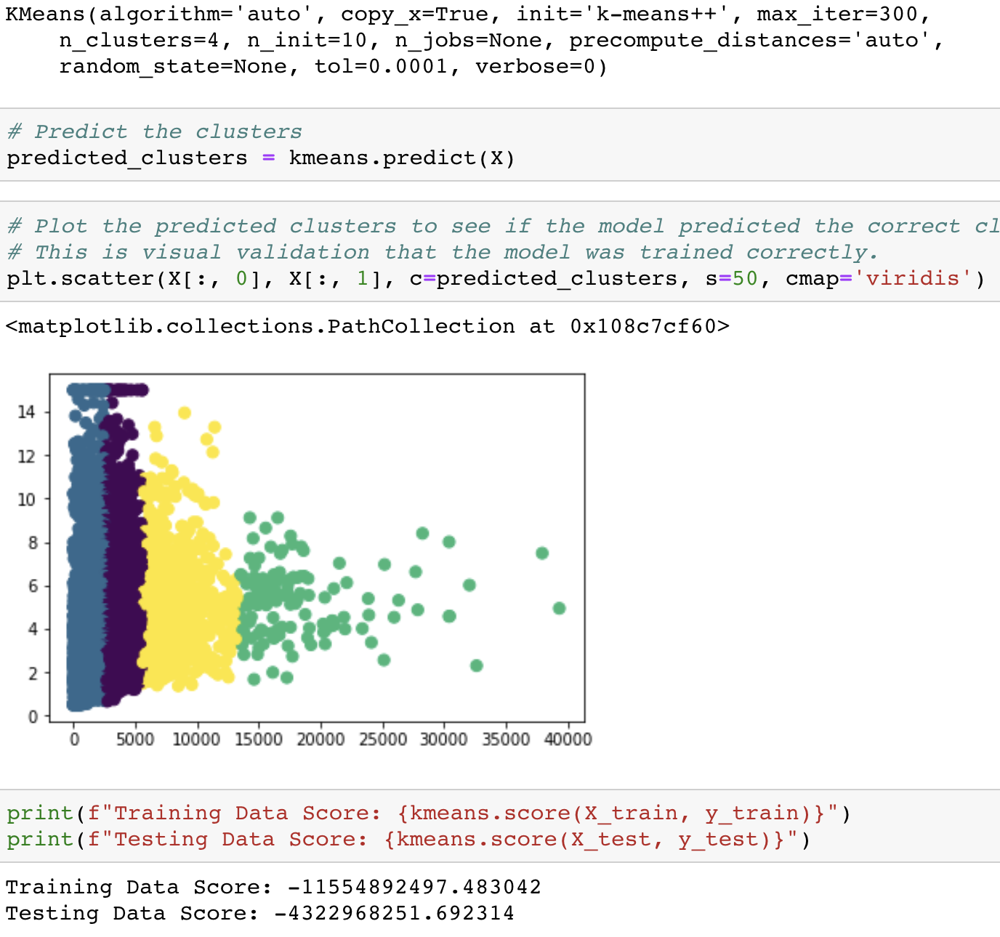 KMeans(algorithm='auto', copy_x=True, init='k-means++', max_iter=300,
    n_clusters=4, n_init=10, n_jobs=None, precompute_distances='auto',
    random_state=None, tol=0.0001, verbose=0)
# Predict the clusters
predicted_clusters = kmeans.predict(X)
# Plot the predicted clusters to see if the model predicted the correct cl
# This is visual validation that the model was trained correctly.
plt.scatter(X[:, 0], X[:, 1], c=predicted_clusters, s=50, cmap='viridis')
<matplotlib.collections.PathCollection at 0x108c7cf60>
14
12
10
8
6
4
2
0
0 5000 10000 15000 20000 25000 30000 35000 40000
print(f"Training Data Score: {kmeans.score(X_train, y_train)}")
print(f"Testing Data Score: {kmeans.score(X_test, y_test)}")
Training Data Score: -11554892497.483042
Testing Data Score: -4322968251.692314